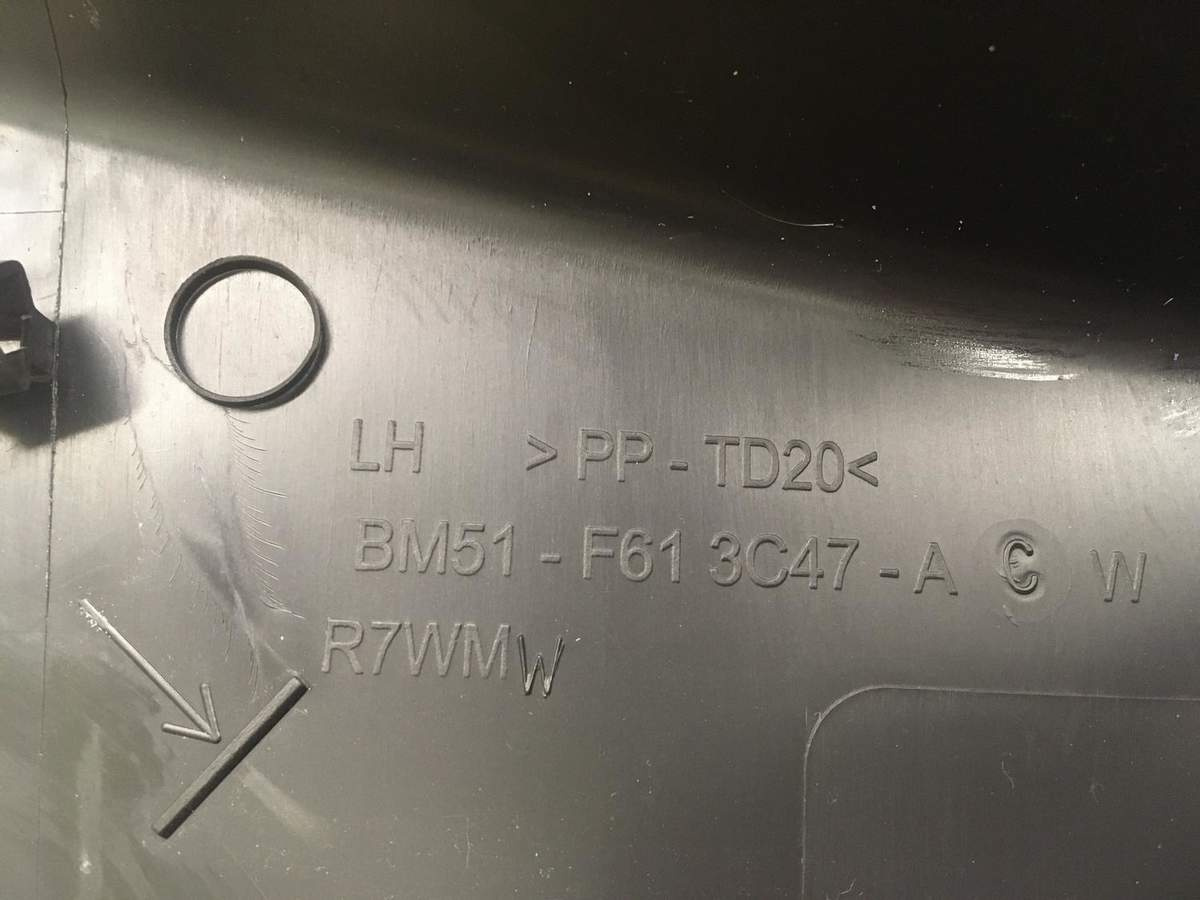 LH >PP-TD20<
BM51-F613C47-A C W
R7WMW